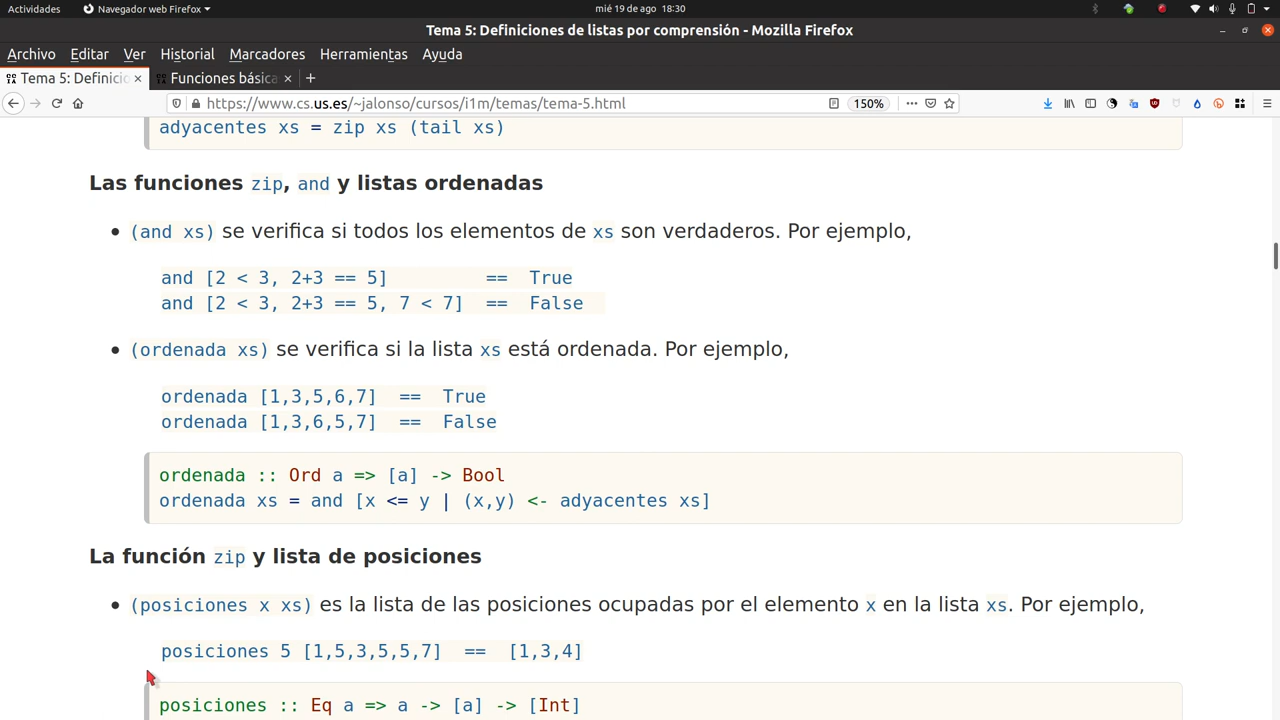 Actividades Navegador web Firefox mié 19 de ago 18:30
Tema 5: Definiciones de listas por comprensión - Mozilla Firefox
Archivo Editar Ver Historial Marcadores Herramientas Ayuda
Tema 5: Definicio × Funciones básica × +
https://www.cs.us.es/~jalonso/cursos/i1m/temas/tema-5.html 150%
adyacentes xs = zip xs (tail xs)
Las funciones zip, and y listas ordenadas
• (and xs) se verifica si todos los elementos de xs son verdaderos. Por ejemplo,
and [2 < 3, 2+3 == 5] == True
and [2 < 3, 2+3 == 5, 7 < 7] == False
• (ordenada xs) se verifica si la lista xs está ordenada. Por ejemplo,
ordenada [1,3,5,6,7] == True
ordenada [1,3,6,5,7] == False
ordenada :: Ord a => [a] -> Bool
ordenada xs = and [x <= y | (x,y) <- adyacentes xs]
La función zip y lista de posiciones
• (posiciones x xs) es la lista de las posiciones ocupadas por el elemento x en la lista xs. Por ejemplo,
posiciones 5 [1,5,3,5,5,7] == [1,3,4]
posiciones :: Eq a => a -> [a] -> [Int]